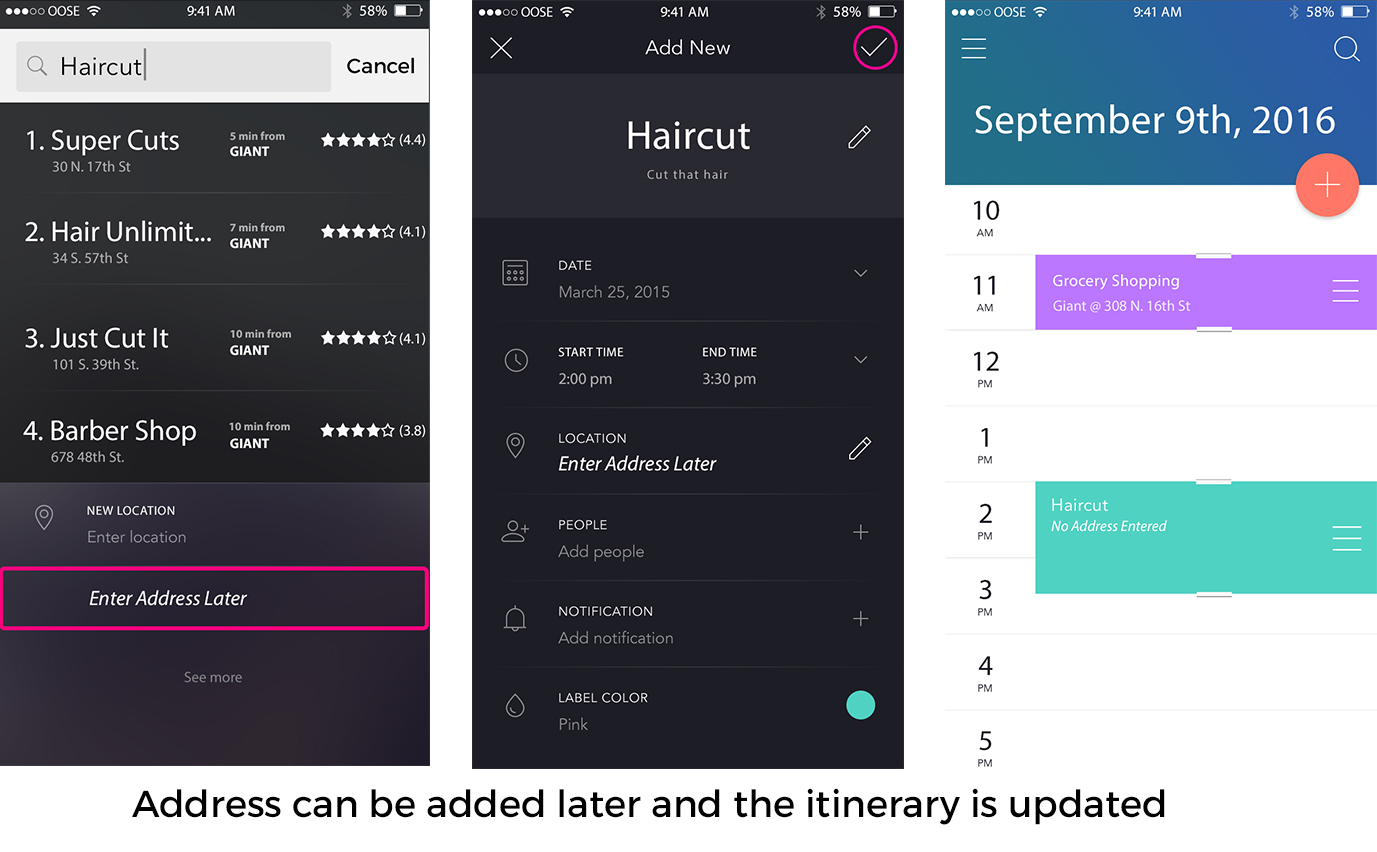 OOSE 9:41 AM 58%
Haircut Cancel
1. Super Cuts 5 min from GIANT (4.4)
30 N. 17th St
2. Hair Unlimit... 7 min from GIANT (4.1)
34 S. 57th St
3. Just Cut It 10 min from GIANT (4.1)
101 S. 39th St.
4. Barber Shop 10 min from GIANT (3.8)
678 48th St.
NEW LOCATION
Enter location
Enter Address Later
See more
OOSE 9:41 AM 58%
Add New
Haircut
Cut that hair
DATE
March 25, 2015
START TIME END TIME
2:00 pm 3:30 pm
LOCATION
Enter Address Later
PEOPLE
Add people
NOTIFICATION
Add notification
LABEL COLOR
Pink
OOSE 9:41 AM 58%
September 9th, 2016
10
AM
11
AM
Grocery Shopping
Giant @ 308 N. 16th St
12
PM
1
PM
2
PM
Haircut
No Address Entered
3
PM
4
PM
5
PM
Address can be added later and the itinerary is updated